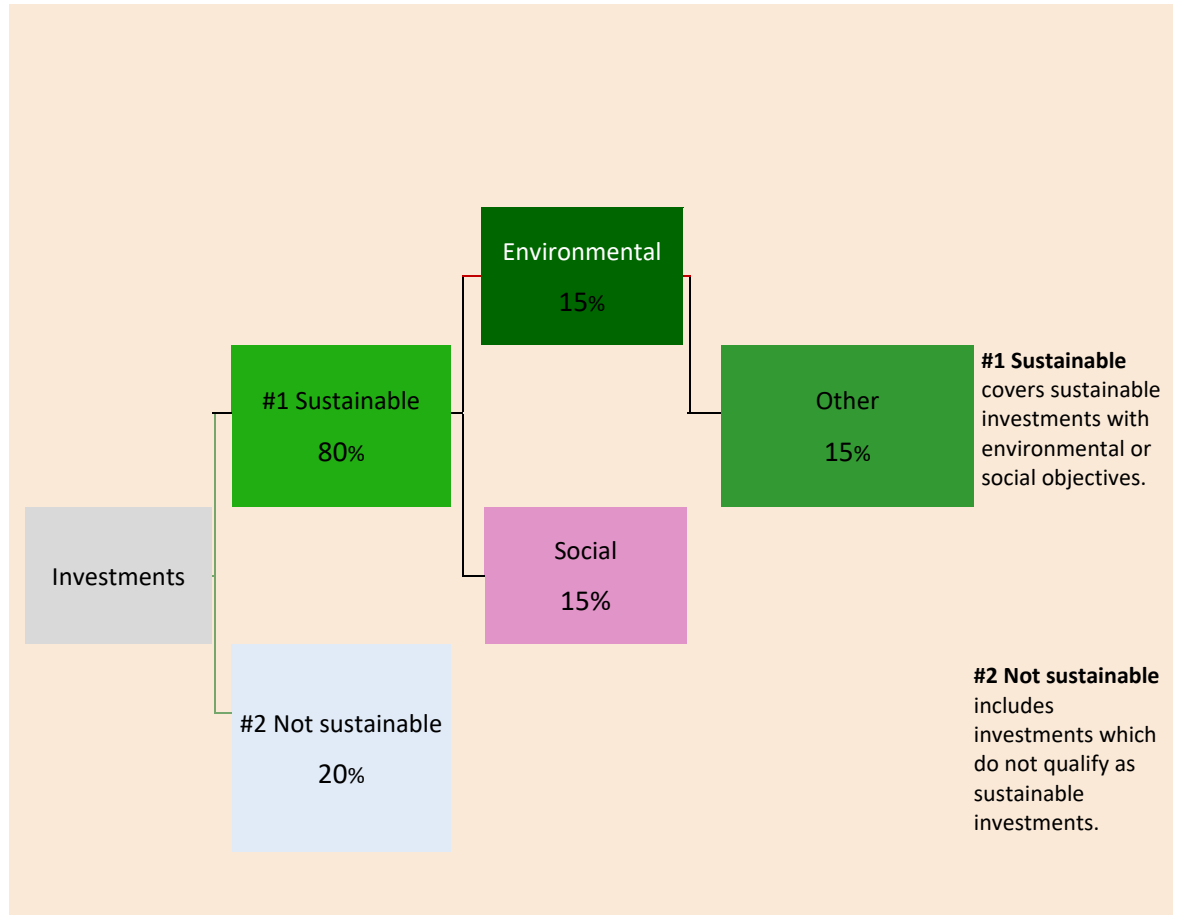 Environmental
15%
#1 Sustainable
80%
Other
15%
#1 Sustainable
covers sustainable
investments with
environmental or
social objectives.
Investments
Social
15%
#2 Not sustainable
20%
#2 Not sustainable
includes
investments which
do not qualify as
sustainable
investments.